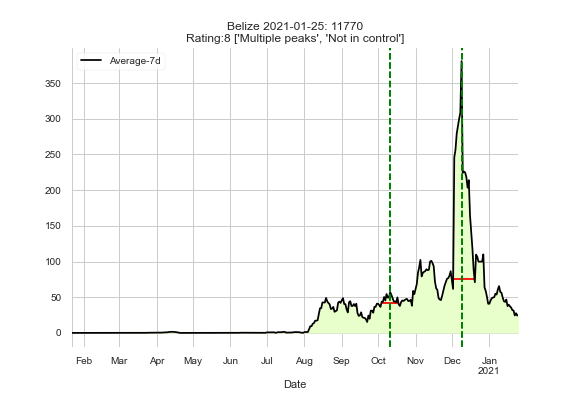 Belize 2021-01-25: 11770
Rating:8 ['Multiple peaks', 'Not in control']
Average-7d
350
300
250
200
150
100
50
0
Feb Mar Apr May Jun Jul Aug Sep Oct Nov Dec Jan
2021
Date